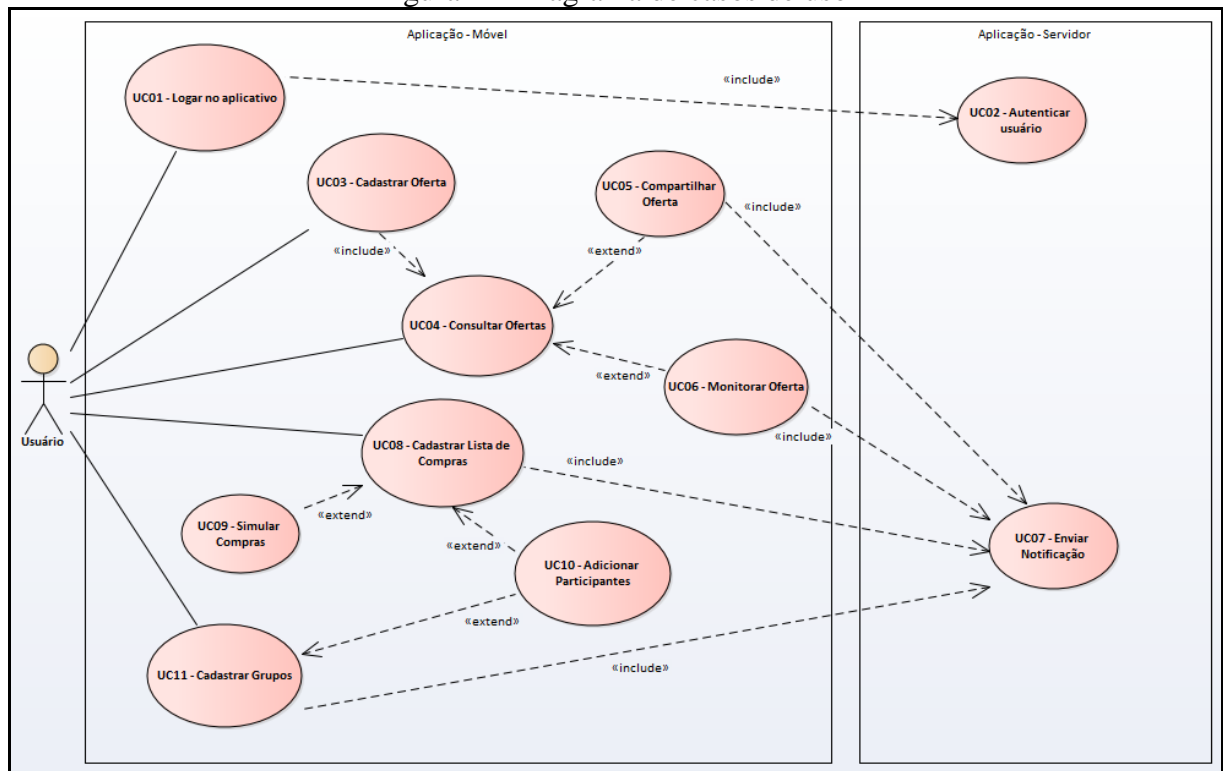 Aplicação - Móvel
Aplicação - Servidor
UC01 - Logar no aplicativo
«include»
UC02 - Autenticar
usuário
UC03 - Cadastrar Oferta
UC05 - Compartilhar
Oferta
«include»
«include»
«extend»
UC04 - Consultar Ofertas
«extend»
UC06 - Monitorar Oferta
Usuário
«include»
UC08 - Cadastrar Lista de
Compras
«include»
UC09 - Simular
Compras
«extend»
«extend»
UC07 - Enviar
Notificação
UC10 - Adicionar
Participantes
«extend»
UC11 - Cadastrar Grupos
«include»